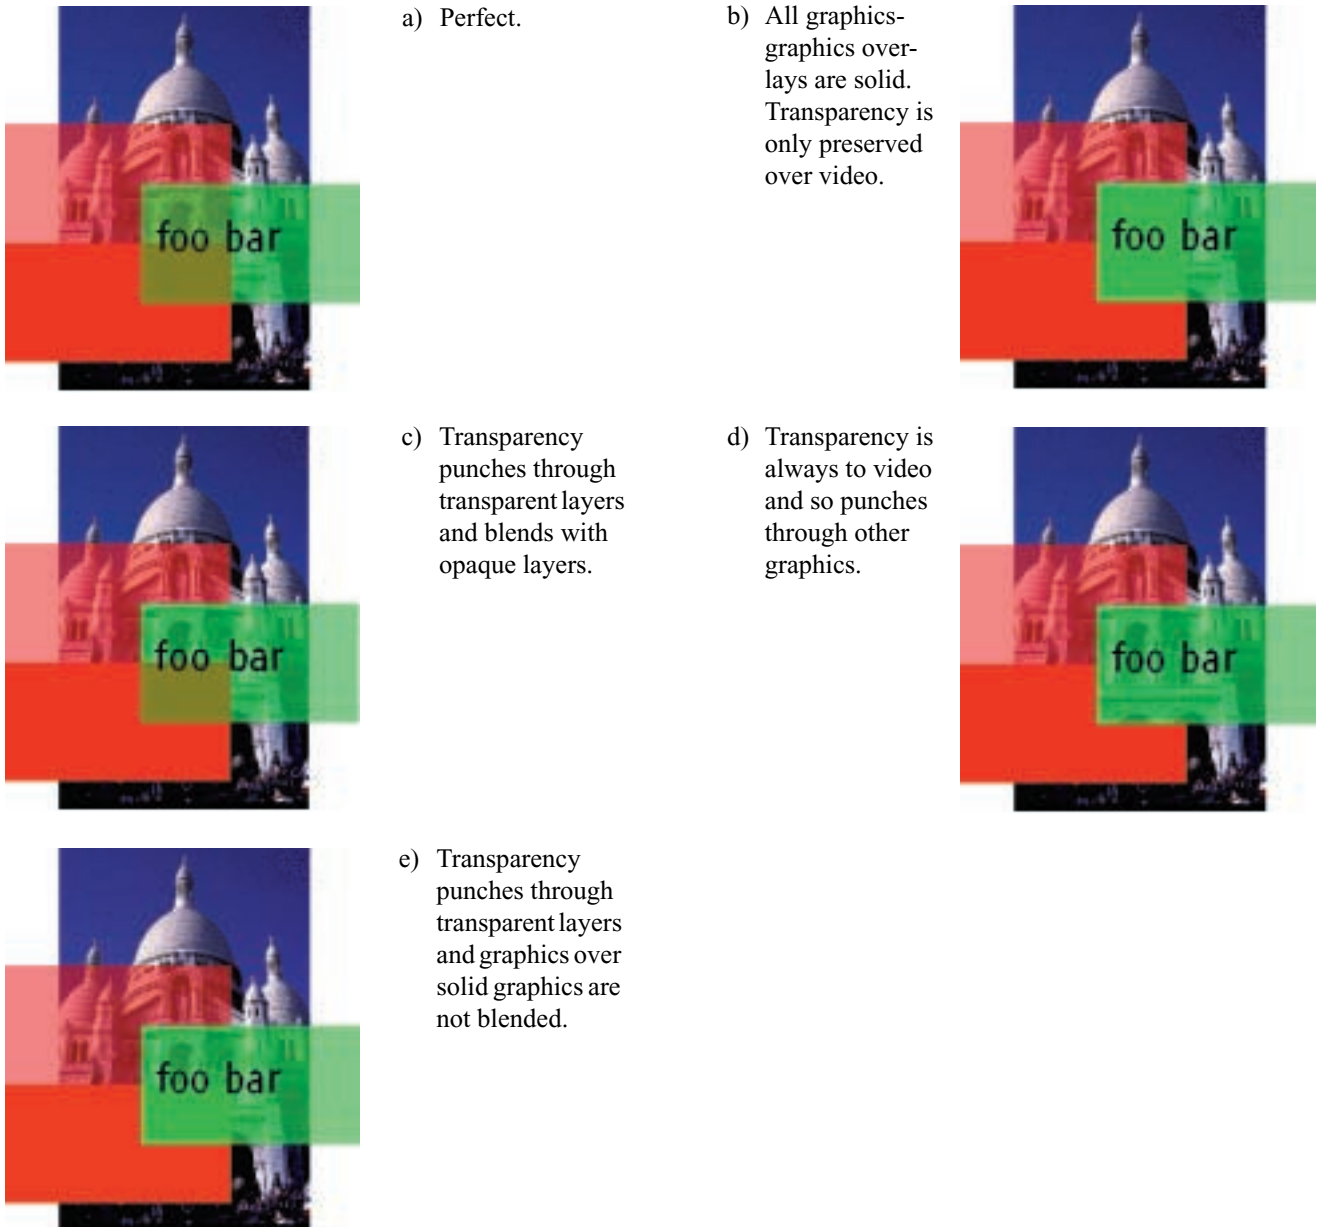 a) Perfect.
foo bar
b) All graphics-
graphics over-
lays are solid.
Transparency is
only preserved
over video.
foo bar
c) Transparency
punches through
transparent layers
and blends with
opaque layers.
foo bar
d) Transparency is
always to video
and so punches
through other
graphics.
foo bar
e) Transparency
punches through
transparent layers
and graphics over
solid graphics are
not blended.
foo bar